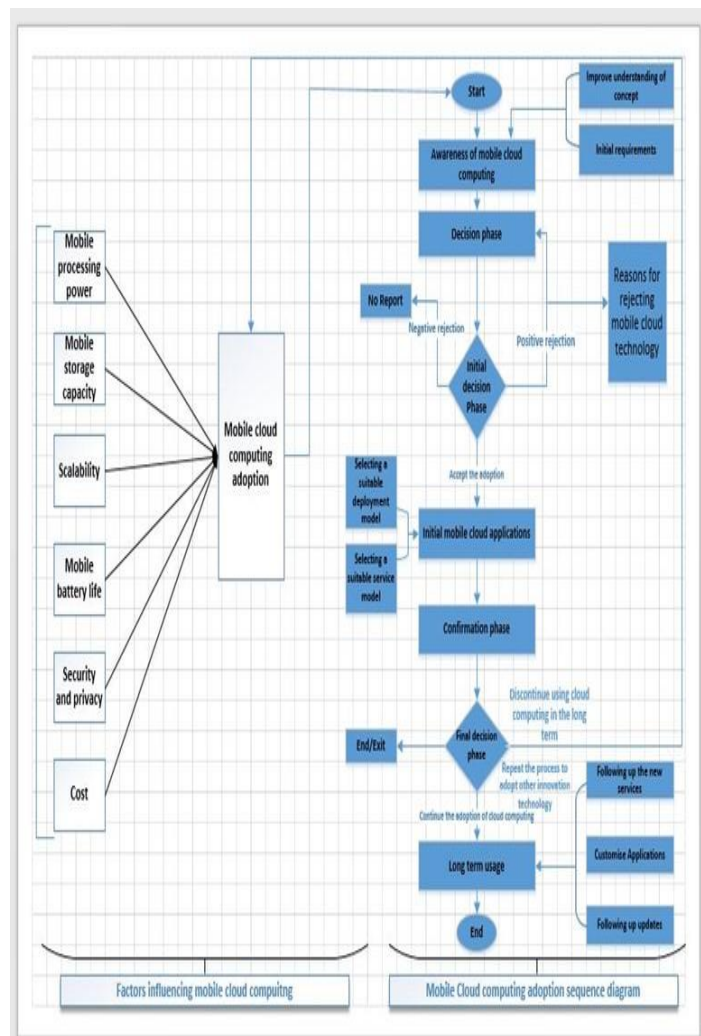 Mobile
processing
power
Mobile
storage
capacity
Scalability
Mobile
battery life
Security
and privacy
Cost
Mobile cloud
computing
adoption
Start
Improve understanding of
concept
Initial requirements
Awareness of mobile cloud
computing
Decision phase
No Report
Negative rejection
Positive rejection
Reasons for
rejecting
mobile cloud
technology
Initial
decision
Phase
Accept the adoption
Selecting a
suitable
deployment
model
Selecting a
suitable service
model
Initial mobile cloud applications
Confirmation phase
Discontinue using cloud
computing in the long
term
End/Exit
Final decision
phase
Repeat the process to
adopt other innovation
technology
Continue the adoption of cloud computing
Following up the new
services
Customise Applications
Following up updates
Long term usage
End
Factors influencing mobile cloud compuitng
Mobile Cloud computing adoption sequence diagram